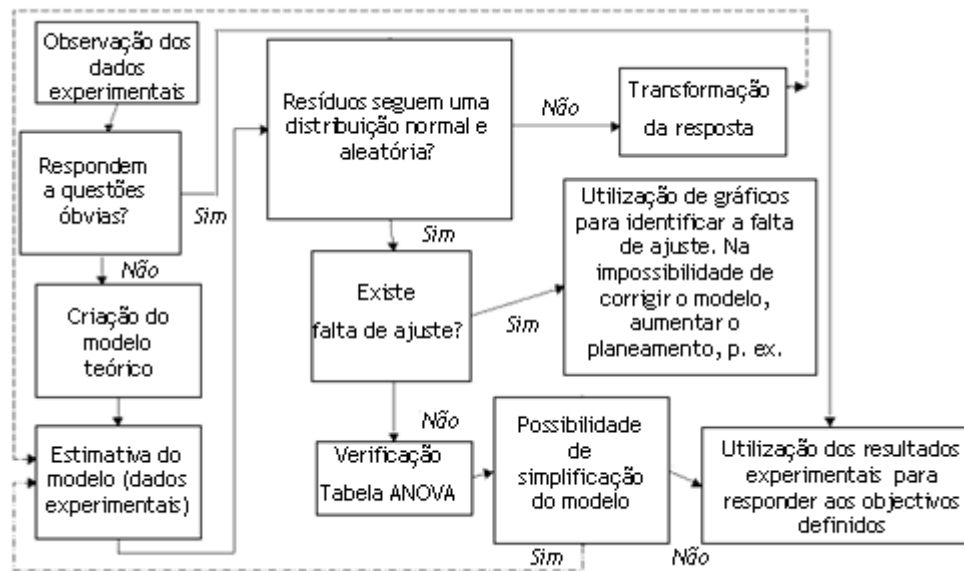 Observação dos
dados
experimentais
Respondem
a questões
óbvias?
Sim
Não
Criação do
modelo
teórico
Estimativa do
modelo (dados
experimentais)
Resíduos seguem uma
distribuição normal e
aleatória?
Não
Transformação
da resposta
Sim
Existe
falta de ajuste?
Sim
Utilização de gráficos
para identificar a falta
de ajuste. Na
impossibilidade de
corrigir o modelo,
aumentar o
planeamento, p. ex.
Não
Verificação
Tabela ANOVA
Possibilidade
de
simplificação
do modelo
Sim
Não
Utilização dos resultados
experimentais para
responder aos objectivos
definidos